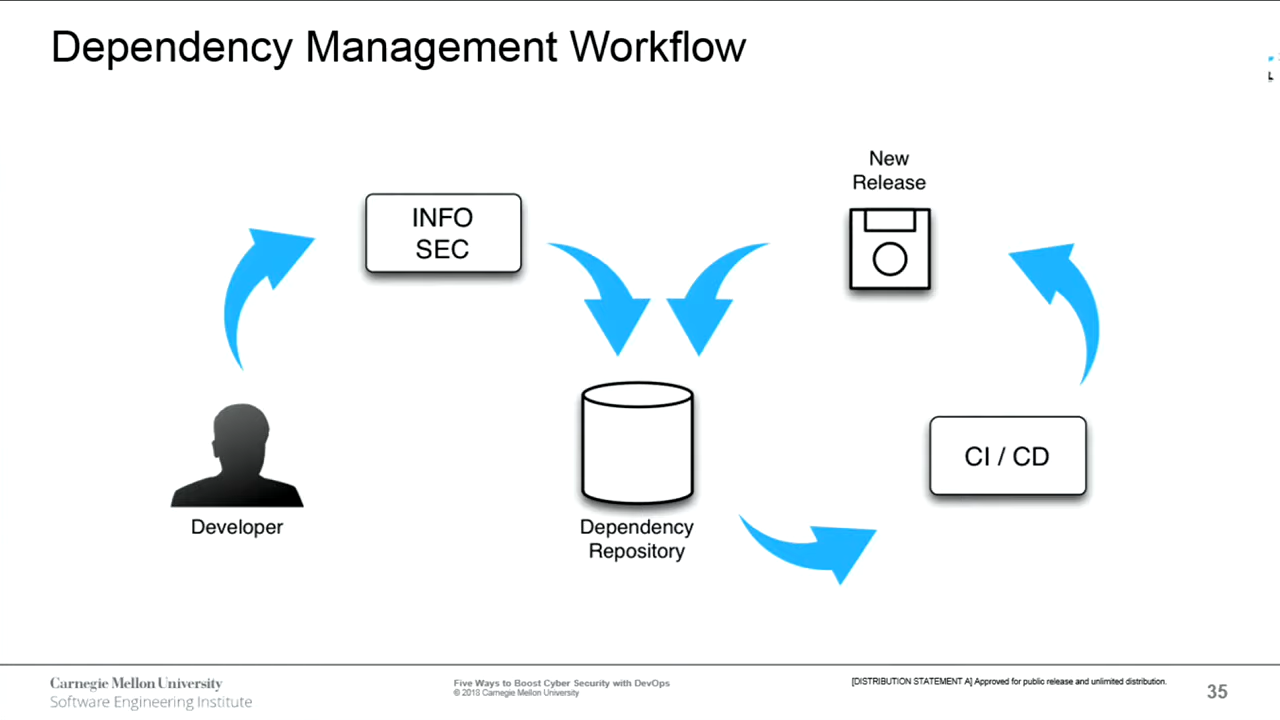 Dependency Management Workflow
New
Release
INFO
SEC
CI / CD
Developer
Dependency
Repository
Carnegie Mellon University
Software Engineering Institute
Five Ways to Boost Cyber Security with DevOps
© 2018 Carnegie Mellon University
[DISTRIBUTION STATEMENT A] Approved for public release and unlimited distribution.
35